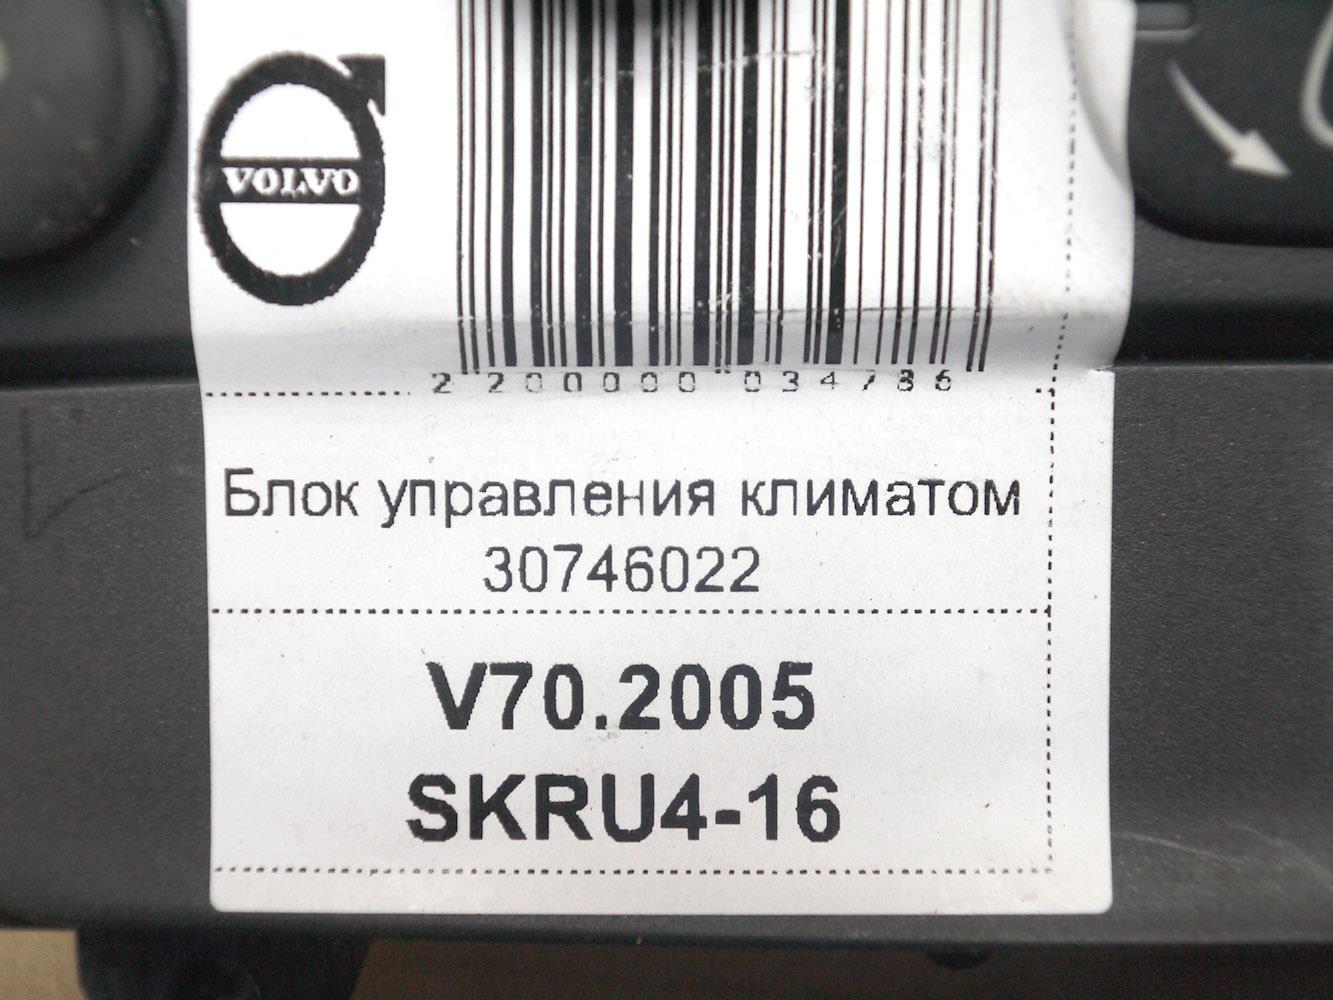 VOLVO
2 200000 034786
Блок управления климатом
30746022
V70.2005
SKRU4-16